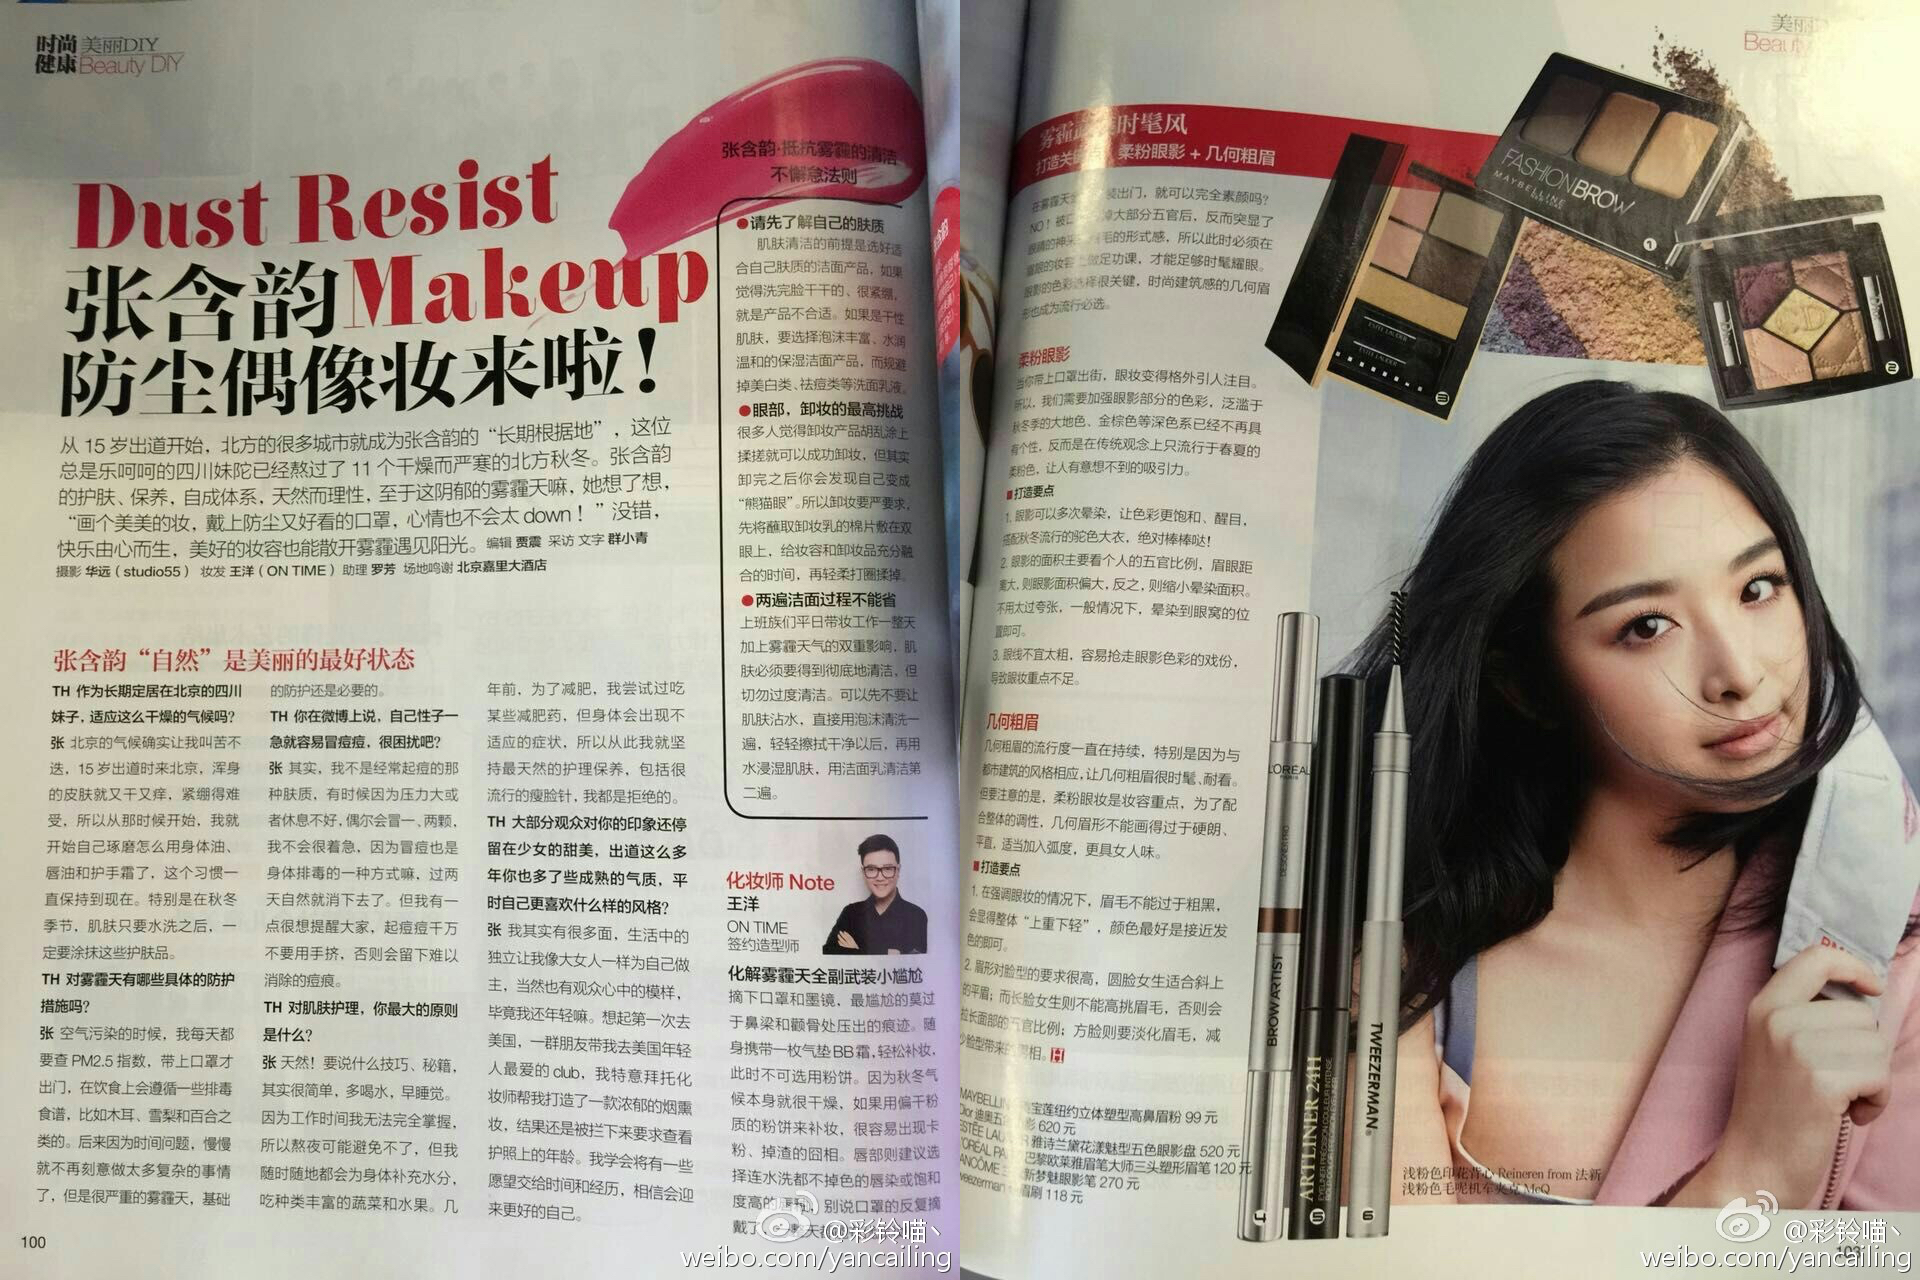 时尚健康 美丽DIY
Beauty DIY
Dust Resist
张含韵Makeup
防尘偶像妆来啦！
从 15 岁出道开始，北方的很多城市就成为张含韵的“长期根据地”，这位
总是乐呵呵的四川妹陀已经熬过了 11 个干燥而严寒的北方秋冬。张含韵
的护肤、保养，自成体系，天然而理性，至于这阴郁的雾霾天嘛，她想了想，
“画个美美的妆，戴上防尘又好看的口罩，心情也不会太 down！”没错，
快乐由心而生，美好的妆容也能散开雾霾遇见阳光。编辑 贾震 采访 文字 群小青
摄影 华远（studio55） 妆发 王洋（ON TIME） 助理 罗芳 场地鸣谢 北京嘉里大酒店
张含韵“自然”是美丽的最好状态
TH 作为长期定居在北京的四川
妹子，适应这么干燥的气候吗？
张 北京的气候确实让我叫苦不
迭，15 岁出道时来北京，浑身
的皮肤就又干又痒，紧绷得难
受，所以从那时候开始，我就
开始自己琢磨怎么用身体油、
唇油和护手霜了，这个习惯一
直保持到现在。特别是在秋冬
季节，肌肤只要水洗之后，一
定要涂抹这些护肤品。
TH 对雾霾天有哪些具体的防护
措施吗？
张 空气污染的时候，我每天都
要查 PM2.5 指数，带上口罩才
出门，在饮食上会遵循一些排毒
食谱，比如木耳、雪梨和百合之
类的。后来因为时间问题，慢慢
就不再刻意做太多复杂的事情
了，但是很严重的雾霾天，基础
的防护还是必要的。
TH 你在微博上说，自己性子一
急就容易冒痘痘，很困扰吧？
张 其实，我不是经常起痘的那
种肤质，有时候因为压力大或
者休息不好，偶尔会冒一、两颗，
我不会很着急，因为冒痘也是
身体排毒的一种方式嘛，过两
天自然就消下去了。但我有一
点很想提醒大家，起痘痘千万
不要用手挤，否则会留下难以
消除的痘痕。
TH 对肌肤护理，你最大的原则
是什么？
张 天然！要说什么技巧、秘籍，
其实很简单，多喝水，早睡觉。
因为工作时间我无法完全掌握，
所以熬夜可能避免不了，但我
随时随地都会为身体补充水分，
吃种类丰富的蔬菜和水果。几
年前，为了减肥，我尝试过吃
某些减肥药，但身体会出现不
适应的症状，所以从此我就坚
持最天然的护理保养，包括很
流行的瘦脸针，我都是拒绝的。
TH 大部分观众对你的印象还停
留在少女的甜美，出道这么多
年你也多了些成熟的气质，平
时自己更喜欢什么样的风格？
张 我其实有很多面，生活中的
独立让我像大女人一样为自己做
主，当然也有观众心中的模样，
毕竟我还年轻嘛。想起第一次去
美国，一群朋友带我去美国年轻
人最爱的 club，我特意拜托化
妆师帮我打造了一款浓郁的烟熏
妆，结果还是被拦下来要求查看
护照上的年龄。我学会将有一些
愿望交给时间和经历，相信会迎
来更好的自己。
张含韵·抵抗雾霾的清洁
不懈怠法则
●请先了解自己的肤质
肌肤清洁的前提是选好适
合自己肤质的洁面产品，如果
觉得洗完脸干干的、很紧绷，
就是产品不合适。如果是干性
肌肤，要选择泡沫丰富、水润
温和的保湿洁面产品，而规避
掉美白类、祛痘类等洗面乳液。
●眼部，卸妆的最高挑战
很多人觉得卸妆产品胡乱涂上
揉搓就可以成功卸妆，但其实
卸完之后你会发现自己变成
“熊猫眼”。所以卸妆要严要求，
先将蘸取卸妆乳的棉片敷在双
眼上，给妆容和卸妆品充分融
合的时间，再轻柔打圈揉掉。
●两遍洁面过程不能省
上班族们平日带妆工作一整天
加上雾霾天气的双重影响，肌
肤必须要得到彻底地清洁，但
切勿过度清洁。可以先不要让
肌肤沾水，直接用泡沫清洗一
遍，轻轻擦拭干净以后，再用
水浸湿肌肤，用洁面乳清洁第
二遍。
化妆师 Note
王洋
ON TIME
签约造型师
化解雾霾天全副武装小尴尬
摘下口罩和墨镜，最尴尬的莫过
于鼻梁和颧骨处压出的痕迹。随
身携带一枚气垫 BB 霜，轻松补妆，
此时不可选用粉饼。因为秋冬气
候本身就很干燥，如果用偏干粉
质的粉饼来补妆，很容易出现卡
粉、掉渣的囧相。唇部则建议选
择连水洗都不掉色的唇染或饱和
度高的，别说口罩的反复摘
戴了
100
@彩铃喵丶
weibo.com/yancailing
美丽
Beauty
时髦风
打造关 柔粉眼影 + 几何粗眉
在雾霾天 装出门，就可以完全素颜吗？
NO！被口 掉大部分五官后，反而突显了
眼睛的神采 毛的形式感，所以此时必须在
眉眼的妆容 做足功课，才能足够时髦耀眼。
眼影的色彩选择很关键，时尚建筑感的几何眉
形也成为流行必选。
柔粉眼影
当你带上口罩出街，眼妆变得格外引人注目。
所以，我们需要加强眼影部分的色彩，泛滥于
秋冬季的大地色、金棕色等深色系已经不再具
有个性，反而是在传统观念上只流行于春夏的
柔粉色，让人有意想不到的吸引力。
■打造要点
1. 眼影可以多次晕染，让色彩更饱和、醒目，
搭配秋冬流行的驼色大衣，绝对棒棒哒！
2. 眼影的面积主要看个人的五官比例，眉眼距
离大，则眼影面积偏大，反之，则缩小晕染面积。
不用太过夸张，一般情况下，晕染到眼窝的位
置即可。
3. 眼线不宜太粗，容易抢走眼影色彩的戏份，
导致眼妆重点不足。
几何粗眉
几何粗眉的流行度一直在持续，特别是因为与
都市建筑的风格相应，让几何粗眉很时髦、耐看。
但要注意的是，柔粉眼妆是妆容重点，为了配
合整体的调性，几何眉形不能画得过于硬朗、
平直，适当加入弧度，更具女人味。
■打造要点
1. 在强调眼妆的情况下，眉毛不能过于粗黑，
会显得整体“上重下轻”，颜色最好是接近发
色的即可。
2. 眉形对脸型的要求很高，圆脸女生适合斜上
的平眉；而长脸女生则不能高挑眉毛，否则会
拉长面部的五官比例；方脸则要淡化眉毛，减
少脸型带来的 相。
MAYBELLIN 宝莲纽约立体塑型高鼻眉粉 99 元
Dior 迪奥五 影 620 元
ESTÉE LAU 雅诗兰黛花漾魅型五色眼影盘 520 元
L'ORÉAL PA 巴黎欧莱雅眉笔大师三头塑形眉笔 120 元
LANCÔME 新梦魅眼影笔 270 元
Tweezerman 眉刷 118 元
FASHION BROW
MAYBELLINE
NEW YORK
1
ESTEE LAUDER
ESTEE LAUDER
3
Dior
2
L'ORÉAL
PARIS
BROW ARTIST
DESIGNER PRO
4
ARTLINER 24H
5
TWEEZERMAN
6
浅粉色印花背心 Reineren from 法新
浅粉色毛呢机车夹克 McQ
103
@彩铃喵丶
weibo.com/yancailing